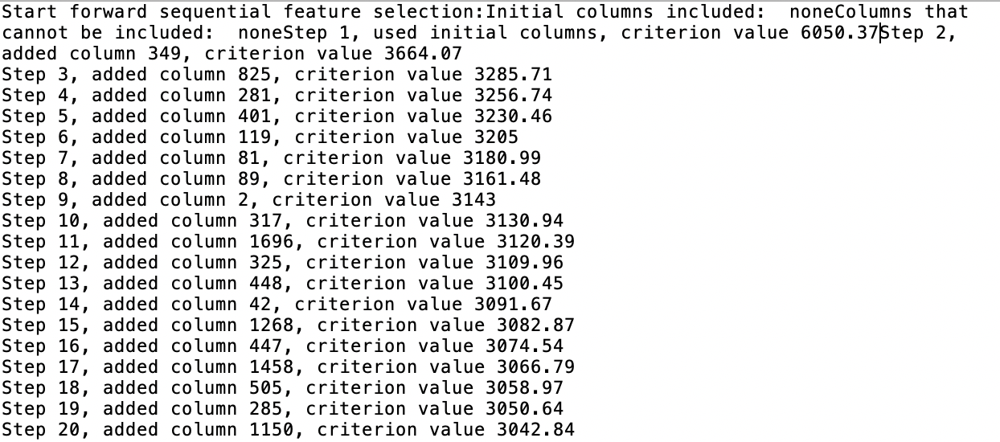 Start forward sequential feature selection:Initial columns included:  noneColumns that
cannot be included:  noneStep 1, used initial columns, criterion value 6050.37Step 2,
added column 349, criterion value 3664.07
Step 3, added column 825, criterion value 3285.71
Step 4, added column 281, criterion value 3256.74
Step 5, added column 401, criterion value 3230.46
Step 6, added column 119, criterion value 3205
Step 7, added column 81, criterion value 3180.99
Step 8, added column 89, criterion value 3161.48
Step 9, added column 2, criterion value 3143
Step 10, added column 317, criterion value 3130.94
Step 11, added column 1696, criterion value 3120.39
Step 12, added column 325, criterion value 3109.96
Step 13, added column 448, criterion value 3100.45
Step 14, added column 42, criterion value 3091.67
Step 15, added column 1268, criterion value 3082.87
Step 16, added column 447, criterion value 3074.54
Step 17, added column 1458, criterion value 3066.79
Step 18, added column 505, criterion value 3058.97
Step 19, added column 285, criterion value 3050.64
Step 20, added column 1150, criterion value 3042.84